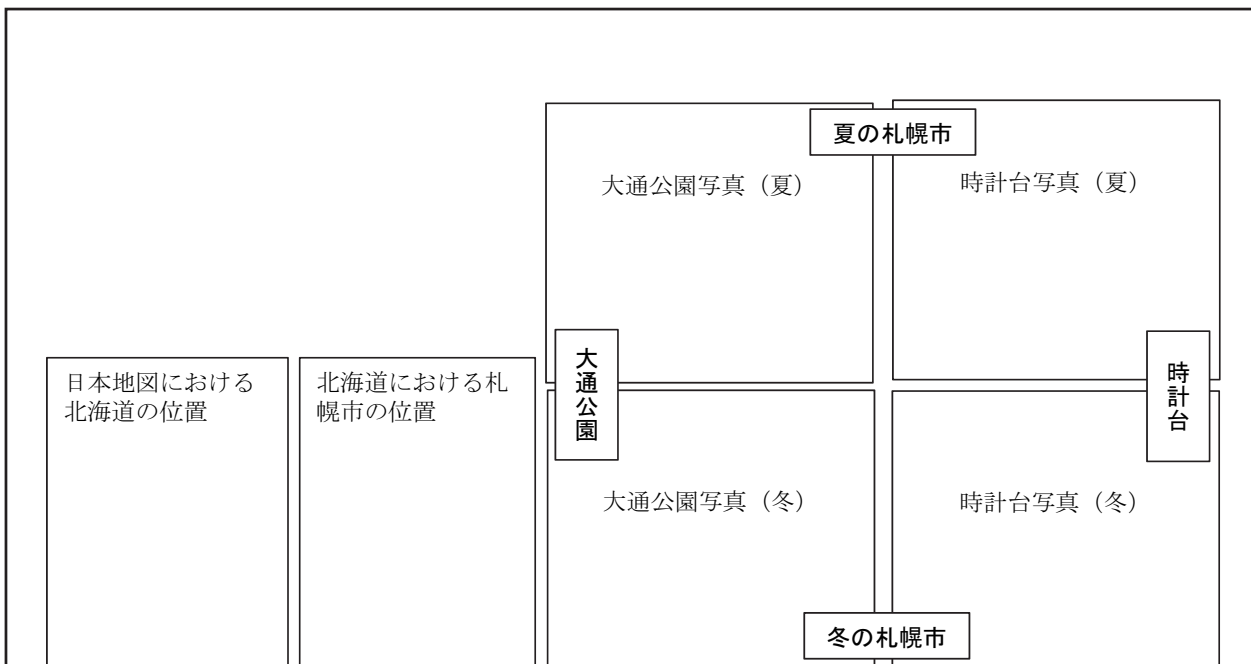 夏の札幌市
大通公園写真（夏）
時計台写真（夏）
大通公園
時計台
日本地図における
北海道の位置
北海道における札
幌市の位置
大通公園写真（冬）
時計台写真（冬）
冬の札幌市